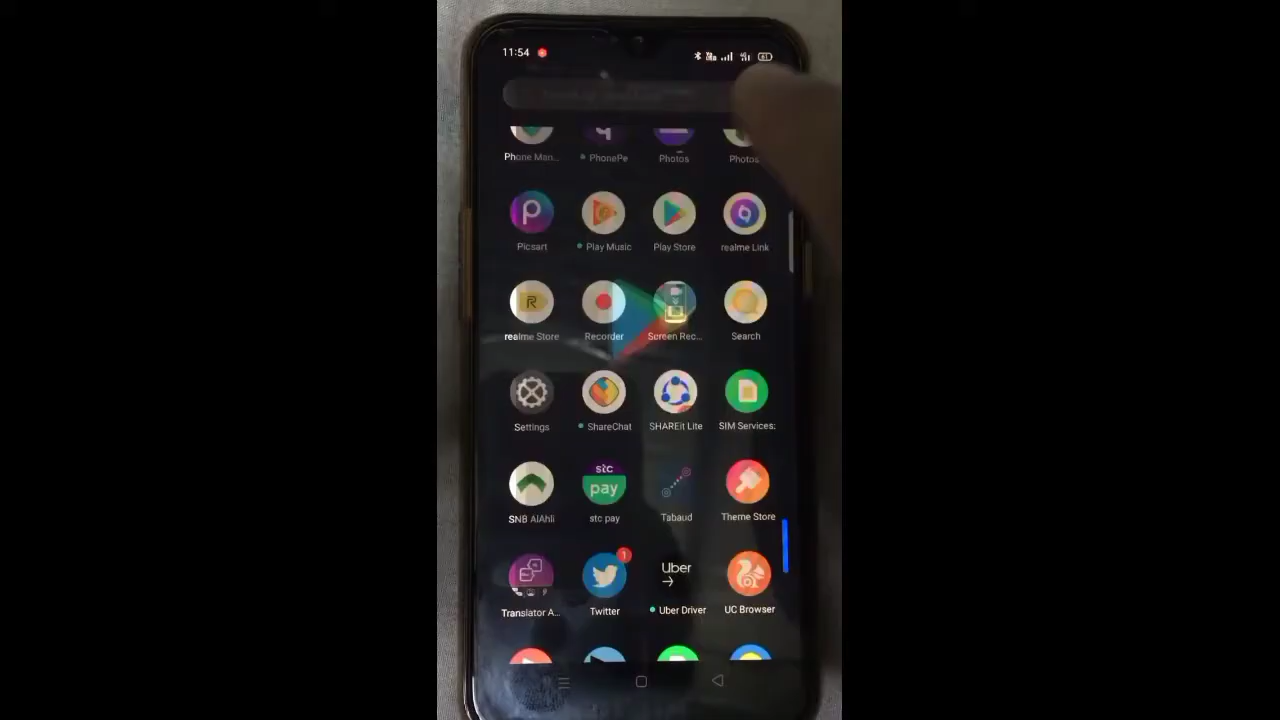 11:54
Phone Man... PhonePe Photos Photos
Picsart Play Music Play Store realme Link
R
realme Store Recorder Screen Rec... Search
Settings ShareChat SHAREit Lite SIM Services:
stc
pay
SNB AlAhli stc pay Tabaud Theme Store
1
Uber
Translator A... Twitter Uber Driver UC Browser